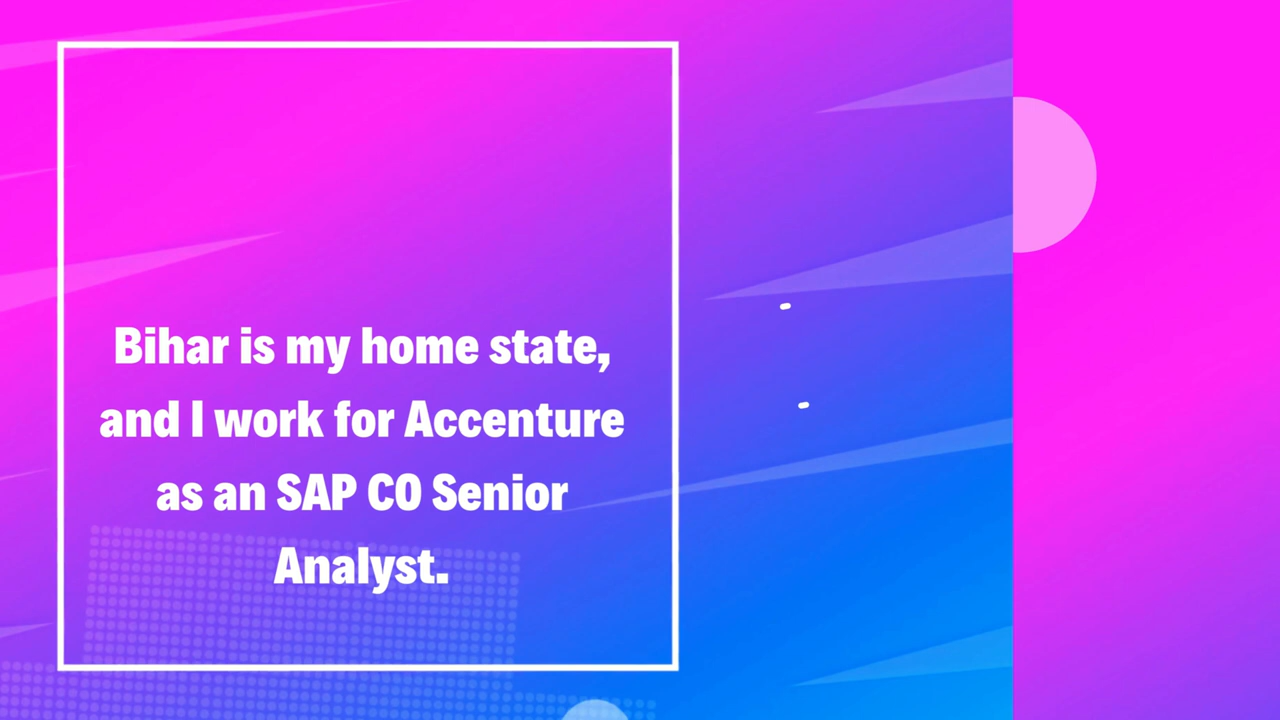 Bihar is my home state,
and I work for Accenture
as an SAP CO Senior
Analyst.